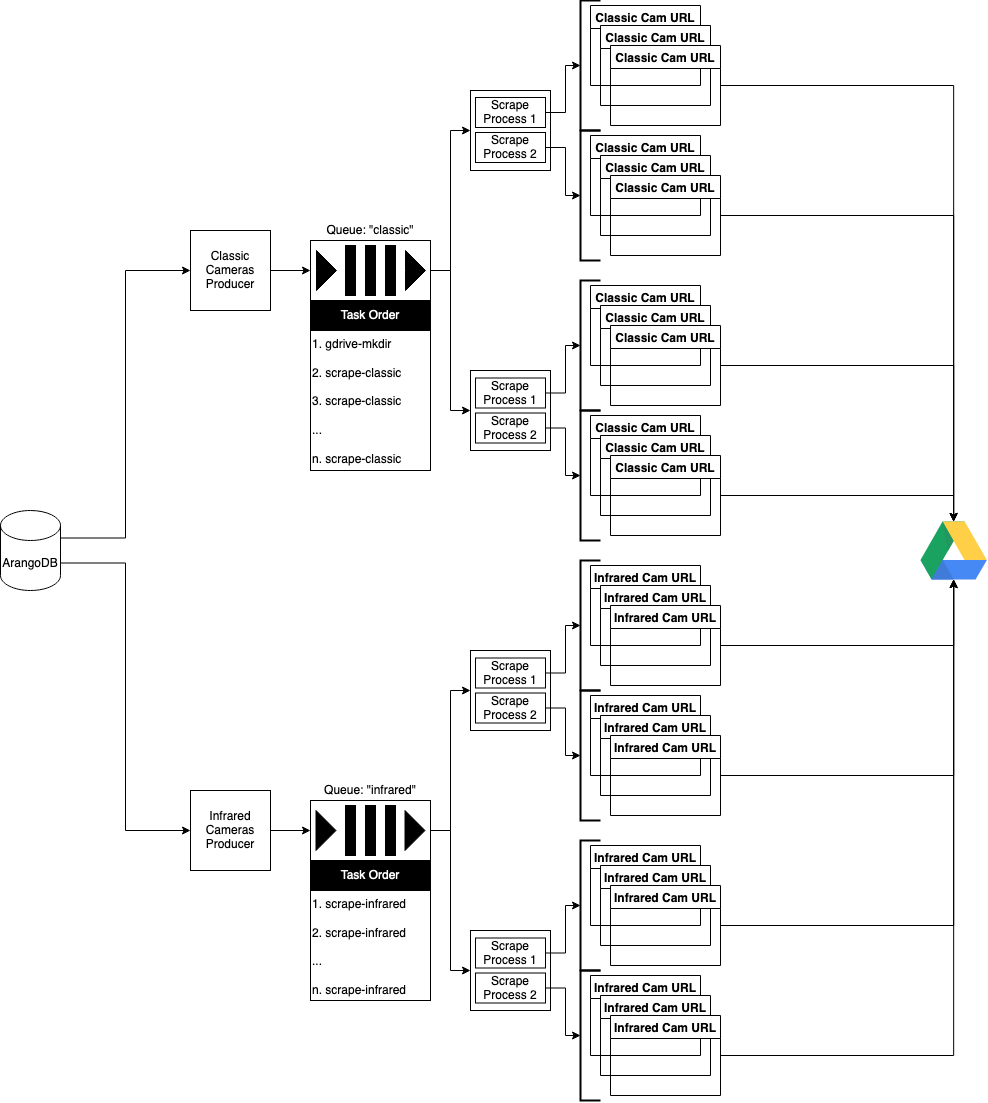 Classic Cam URL
Classic Cam URL
Classic Cam URL
Scrape
Process 1
Scrape
Process 2
Classic Cam URL
Classic Cam URL
Classic Cam URL
Queue: "classic"
Classic
Cameras
Producer
Task Order
1. gdrive-mkdir
2. scrape-classic
3. scrape-classic
...
n. scrape-classic
Classic Cam URL
Classic Cam URL
Classic Cam URL
Scrape
Process 1
Scrape
Process 2
Classic Cam URL
Classic Cam URL
Classic Cam URL
ArangoDB
Infrared Cam URL
Infrared Cam URL
Infrared Cam URL
Scrape
Process 1
Scrape
Process 2
Infrared Cam URL
Infrared Cam URL
Infrared Cam URL
Queue: "infrared"
Infrared
Cameras
Producer
Task Order
1. scrape-infrared
2. scrape-infrared
...
n. scrape-infrared
Infrared Cam URL
Infrared Cam URL
Infrared Cam URL
Scrape
Process 1
Scrape
Process 2
Infrared Cam URL
Infrared Cam URL
Infrared Cam URL